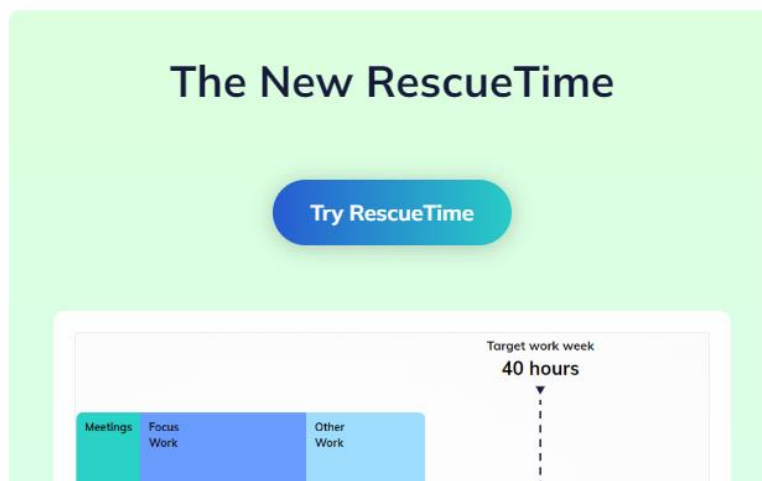 The New RescueTime
Try RescueTime
Target work week
40 hours
Meetings
Focus
Work
Other
Work